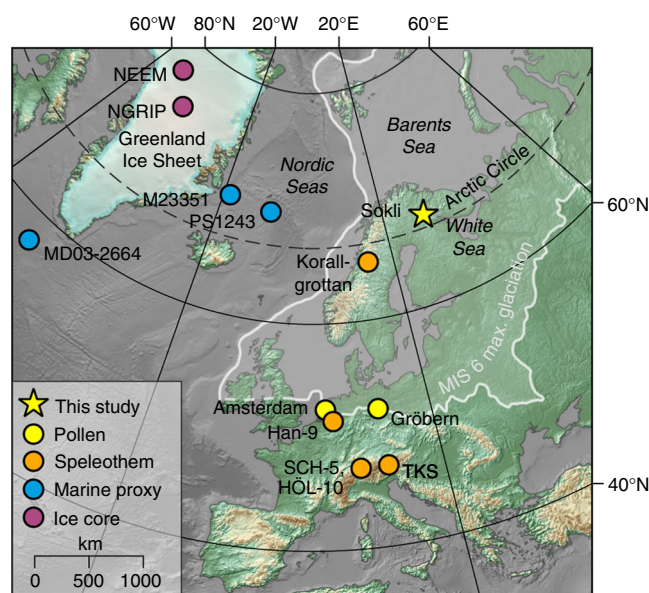 60°W 80°N 20°W 20°E 60°E
NEEM
NGRIP
Greenland
Ice Sheet
Barents
Sea
Nordic
Seas
Arctic Circle
M23351
PS1243
Sokli
White
Sea
60°N
MD03-2664
Korall-
grottan
MIS 6 max. glaciation
Amsterdam
Gröbern
Han-9
SCH-5,
HÖL-10
TKS
40°N
This study
Pollen
Speleothem
Marine proxy
Ice core
km
0 500 1000